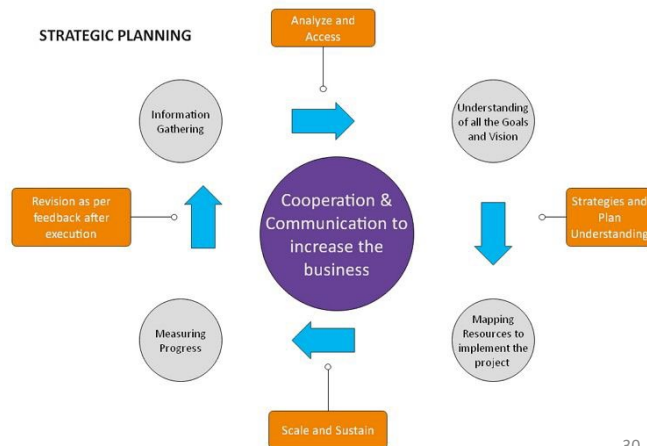 STRATEGIC PLANNING
Analyze and
Access
Information
Gathering
Understanding
of all the Goals
and Vision
Cooperation &
Communication to
increase the
business
Revision as per
feedback after
execution
Strategies and
Plan
Understanding
Measuring
Progress
Mapping
Resources to
implement the
project
Scale and Sustain
30